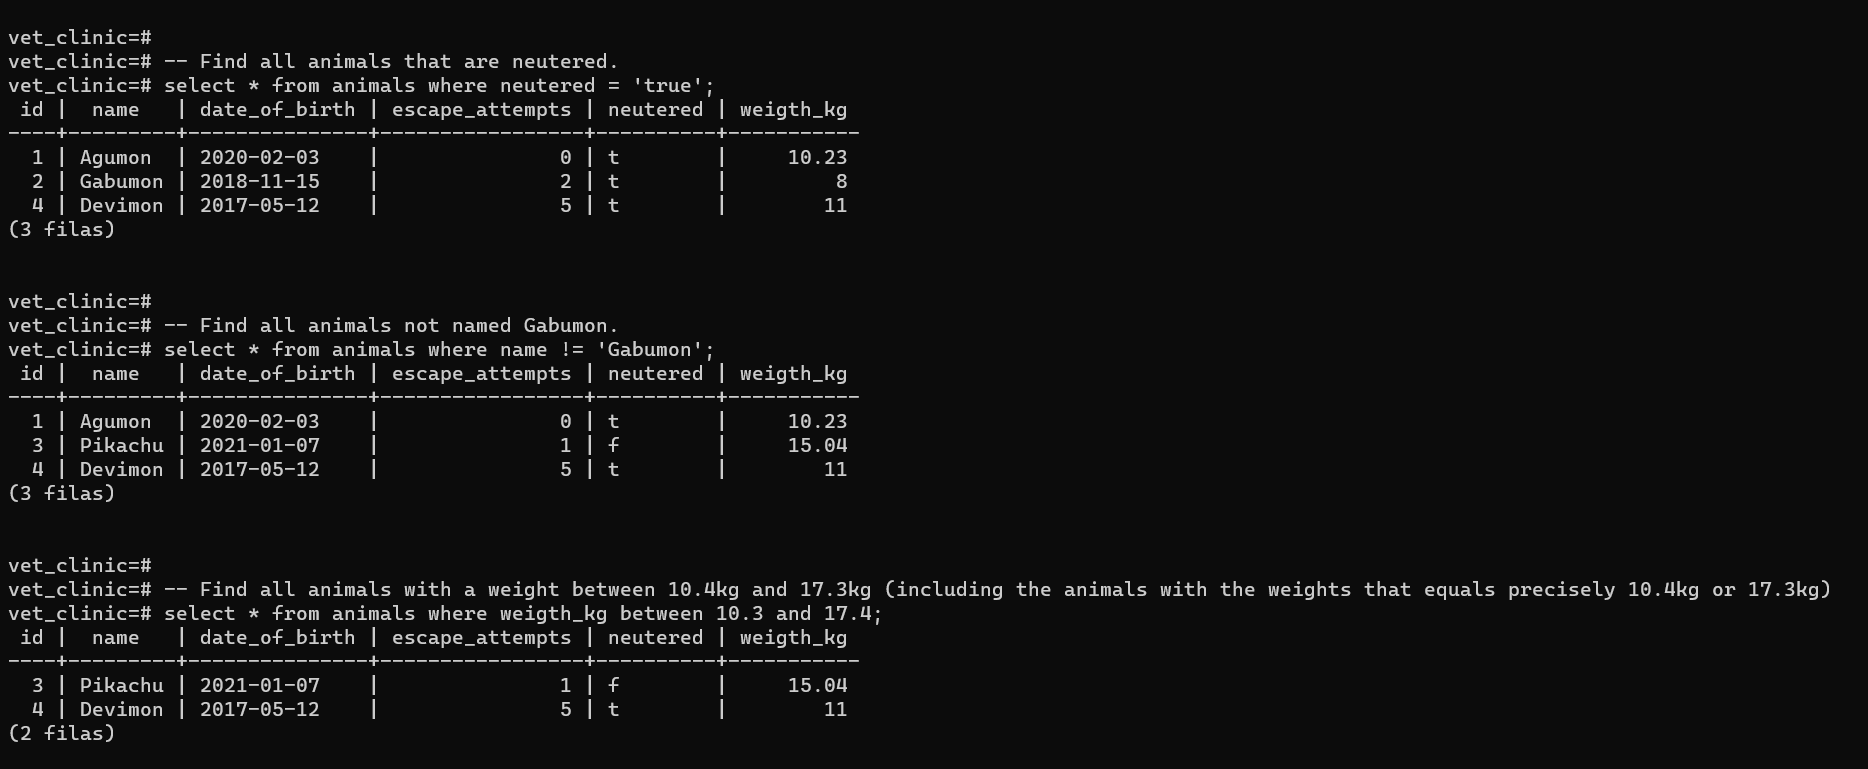 vet_clinic=#
vet_clinic=# -- Find all animals that are neutered.
vet_clinic=# select * from animals where neutered = 'true';
 id |  name   | date_of_birth | escape_attempts | neutered | weigth_kg
----+---------+---------------+-----------------+----------+-----------
  1 | Agumon  | 2020-02-03    |               0 | t        |     10.23
  2 | Gabumon | 2018-11-15    |               2 | t        |         8
  4 | Devimon | 2017-05-12    |               5 | t        |        11
(3 filas)
vet_clinic=#
vet_clinic=# -- Find all animals not named Gabumon.
vet_clinic=# select * from animals where name != 'Gabumon';
 id |  name   | date_of_birth | escape_attempts | neutered | weigth_kg
----+---------+---------------+-----------------+----------+-----------
  1 | Agumon  | 2020-02-03    |               0 | t        |     10.23
  3 | Pikachu | 2021-01-07    |               1 | f        |     15.04
  4 | Devimon | 2017-05-12    |               5 | t        |        11
(3 filas)
vet_clinic=#
vet_clinic=# -- Find all animals with a weight between 10.4kg and 17.3kg (including the animals with the weights that equals precisely 10.4kg or 17.3kg)
vet_clinic=# select * from animals where weigth_kg between 10.3 and 17.4;
 id |  name   | date_of_birth | escape_attempts | neutered | weigth_kg
----+---------+---------------+-----------------+----------+-----------
  3 | Pikachu | 2021-01-07    |               1 | f        |     15.04
  4 | Devimon | 2017-05-12    |               5 | t        |        11
(2 filas)